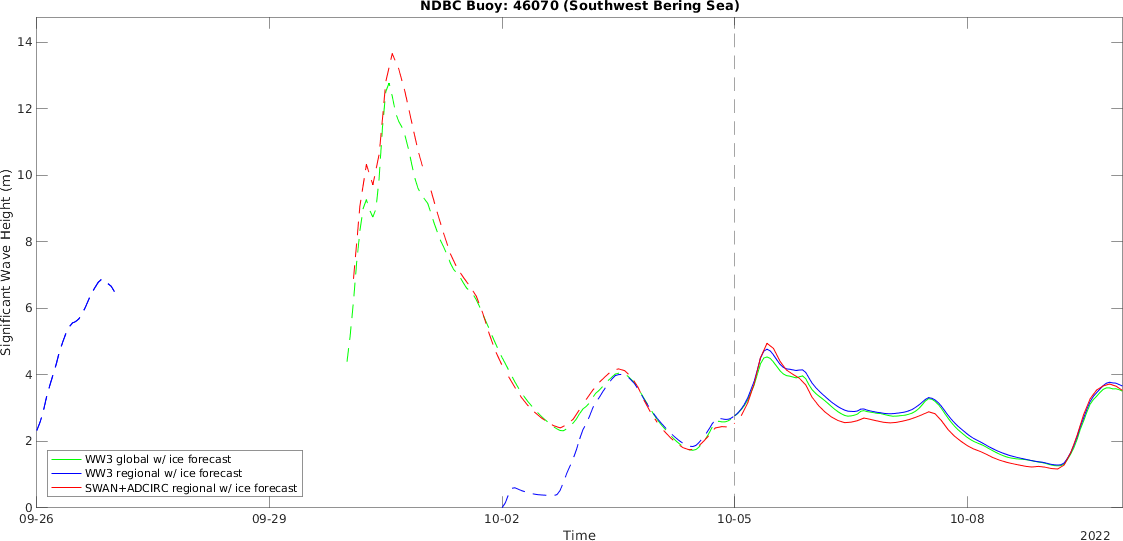 NDBC Buoy: 46070 (Southwest Bering Sea)
14
12
10
8
6
4
2
0
Significant Wave Height (m)
WW3 global w/ ice forecast
WW3 regional w/ ice forecast
SWAN+ADCIRC regional w/ ice forecast
09-26
09-29
10-02
10-05
10-08
Time
2022